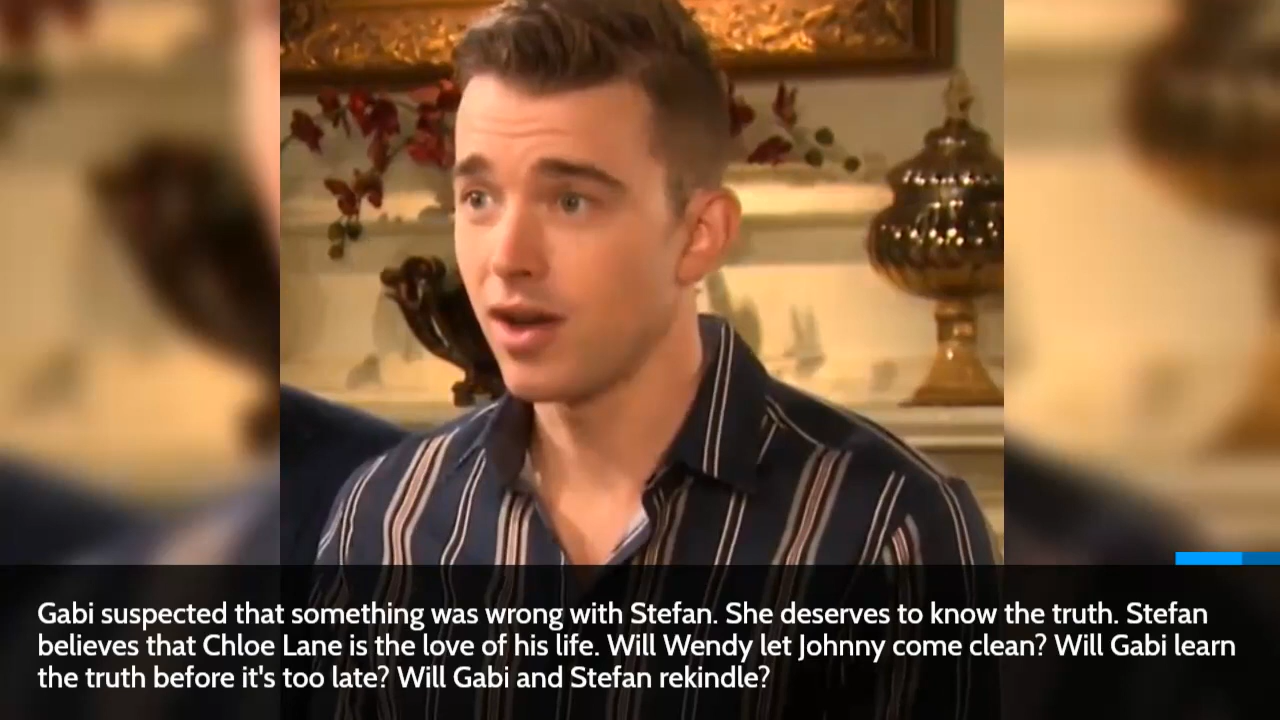 Gabi suspected that something was wrong with Stefan. She deserves to know the truth. Stefan
believes that Chloe Lane is the love of his life. Will Wendy let Johnny come clean? Will Gabi learn
the truth before it's too late? Will Gabi and Stefan rekindle?